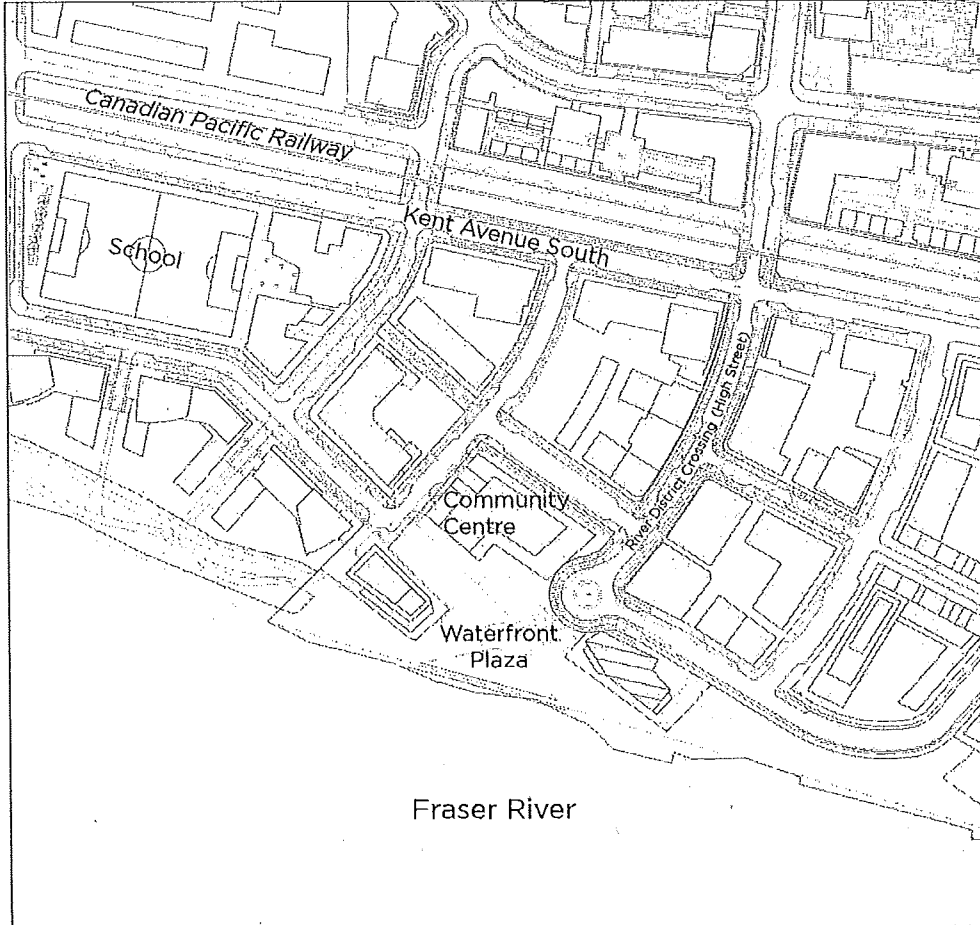 Canadian Pacific Railway
Kent Avenue South
School
River District Crossing (High Street)
Community
Centre
Waterfront
Plaza
Fraser River